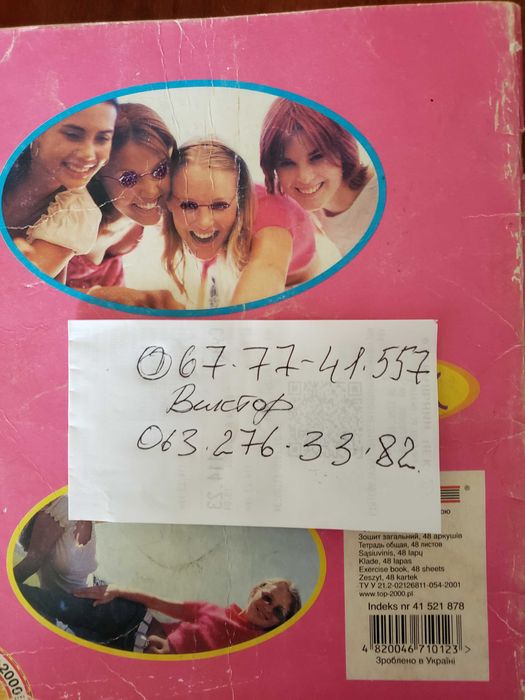 067.77-41.557
Виктор
063.276.33.82.
Зошит загальний, 48 аркушів
Тетрадь общая, 48 листов
Sąsiuvinis, 48 lapų
Klade, 48 lapas
Exercise book, 48 sheets
Zeszyt, 48 kartek
ТУ У 21.2-02126811-054-2001
www.top-2000.pl
Indeks nr 41 521 878
4 820046 710123 >
Зроблено в Україні